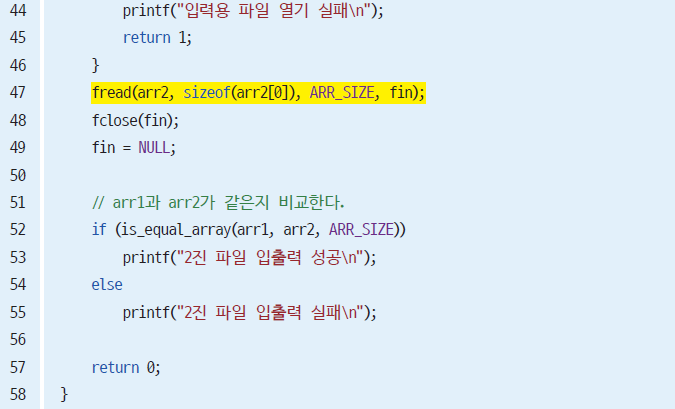 44 printf("입력용 파일 열기 실패\n");
45 return 1;
46 }
47 fread(arr2, sizeof(arr2[0]), ARR_SIZE, fin);
48 fclose(fin);
49 fin = NULL;
50
51 // arr1과 arr2가 같은지 비교한다.
52 if (is_equal_array(arr1, arr2, ARR_SIZE))
53 printf("2진 파일 입출력 성공\n");
54 else
55 printf("2진 파일 입출력 실패\n");
56
57 return 0;
58 }